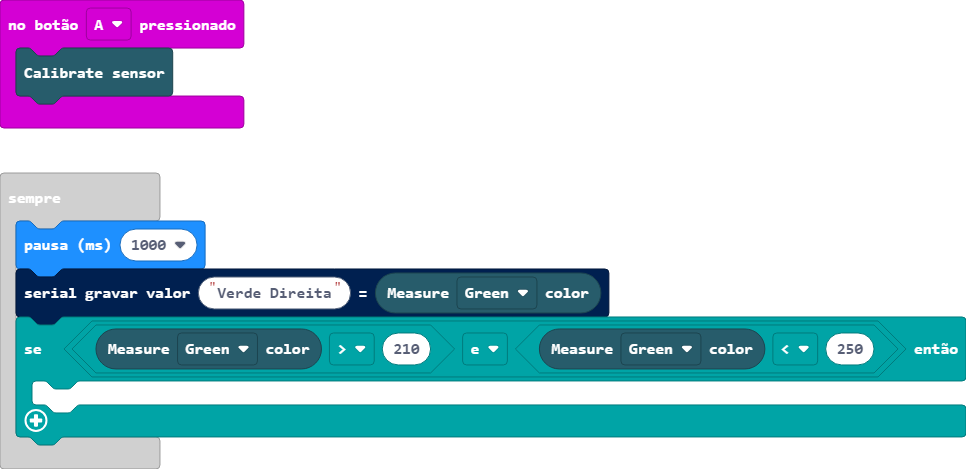 no botão A pressionado
Calibrate sensor
sempre
pausa (ms) 1000
serial gravar valor "Verde Direita" = Measure Green color
se Measure Green color > 210 e Measure Green color < 250 então